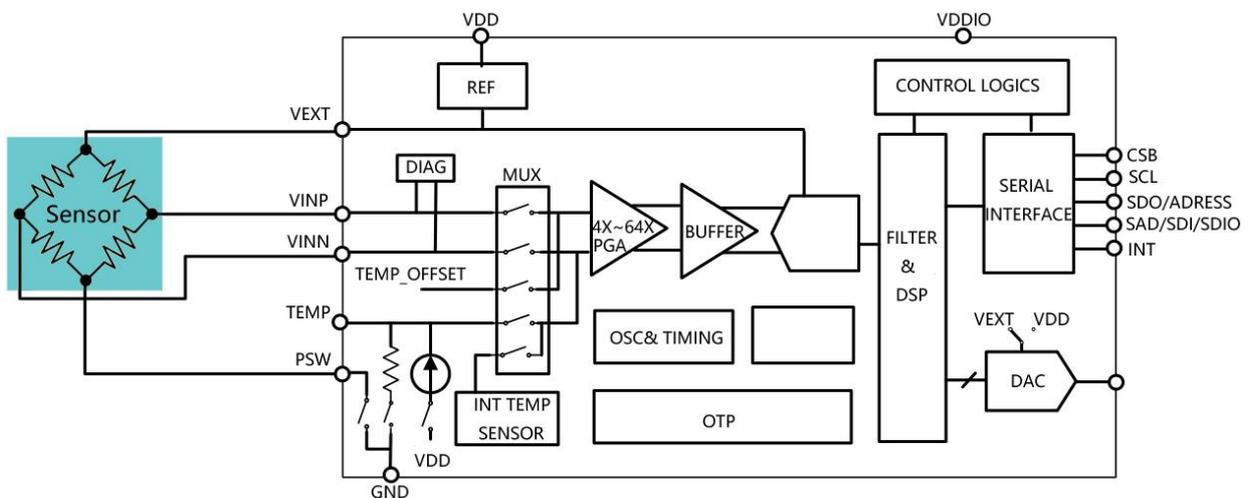 VDD
VDDIO
REF
CONTROL LOGICS
VEXT
DIAG
MUX
CSB
SCL
SDO/ADRESS
SAD/SDI/SDIO
INT
SERIAL
INTERFACE
Sensor
VINP
VINN
4X~64X
PGA
BUFFER
FILTER
&
DSP
TEMP_OFFSET
TEMP
OSC& TIMING
VEXT
VDD
PSW
DAC
INT TEMP
SENSOR
OTP
VDD
GND